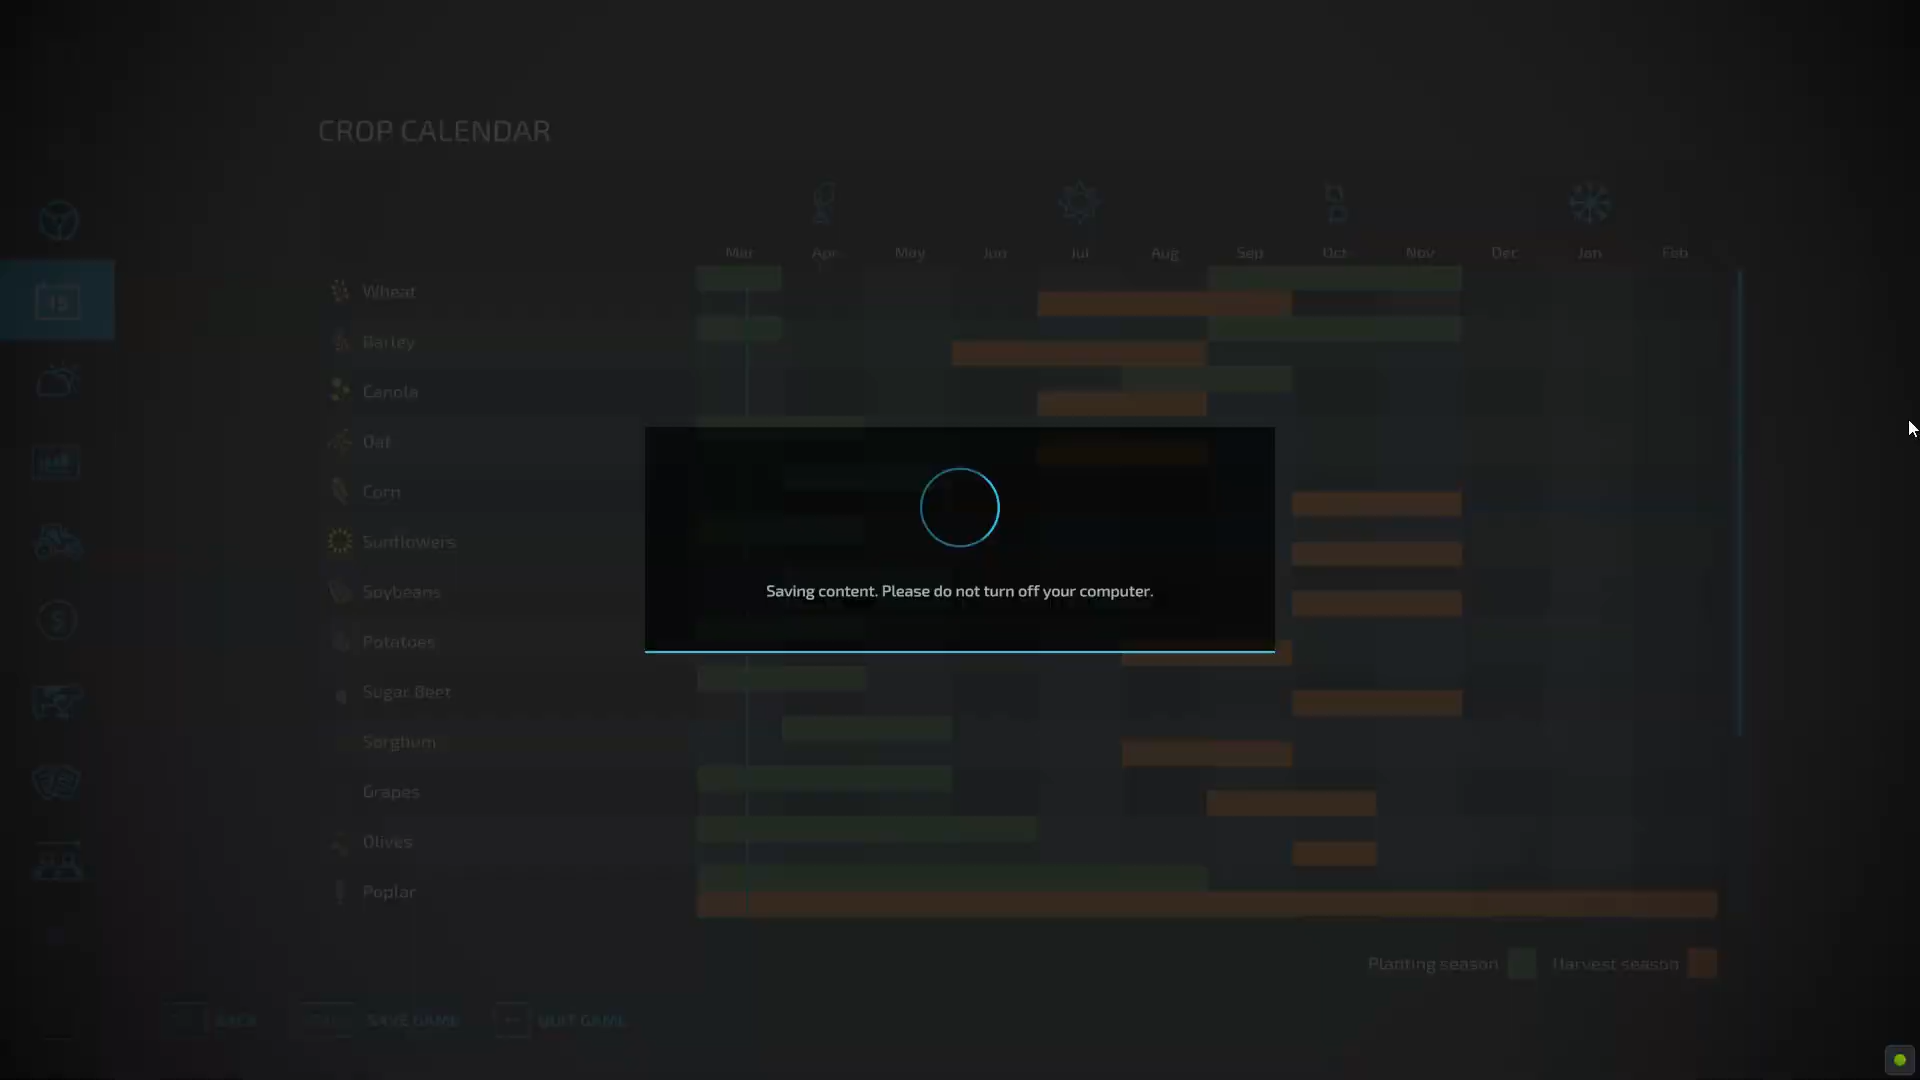 CROP CALENDAR
Mar Apr May Jun Jul Aug Sep Oct Nov Dec Jan Feb
15
Wheat
Barley
Canola
Oat
Corn
Sunflowers
Soybeans
Saving content. Please do not turn off your computer.
Potatoes
$
Sugar Beet
Sorghum
Grapes
Olives
Poplar
Planting season Harvest season
BACK SAVE GAME QUIT GAME